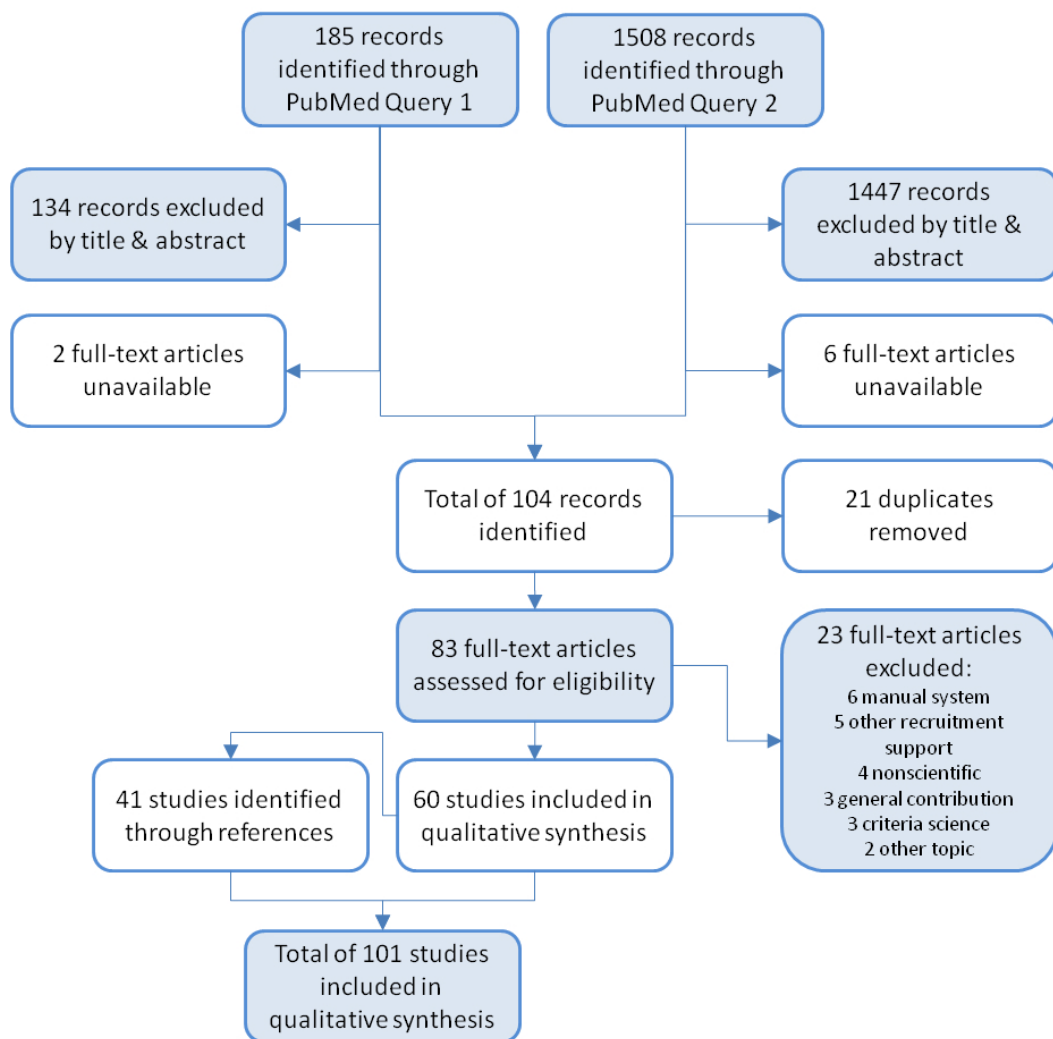 185 records
identified through
PubMed Query 1
1508 records
identified through
PubMed Query 2
134 records excluded
by title & abstract
1447 records
excluded by title &
abstract
2 full-text articles
unavailable
6 full-text articles
unavailable
Total of 104 records
identified
21 duplicates
removed
83 full-text articles
assessed for eligibility
23 full-text articles
excluded:
6 manual system
5 other recruitment
support
4 nonscientific
3 general contribution
3 criteria science
2 other topic
41 studies identified
through references
60 studies included in
qualitative synthesis
Total of 101 studies
included in
qualitative synthesis